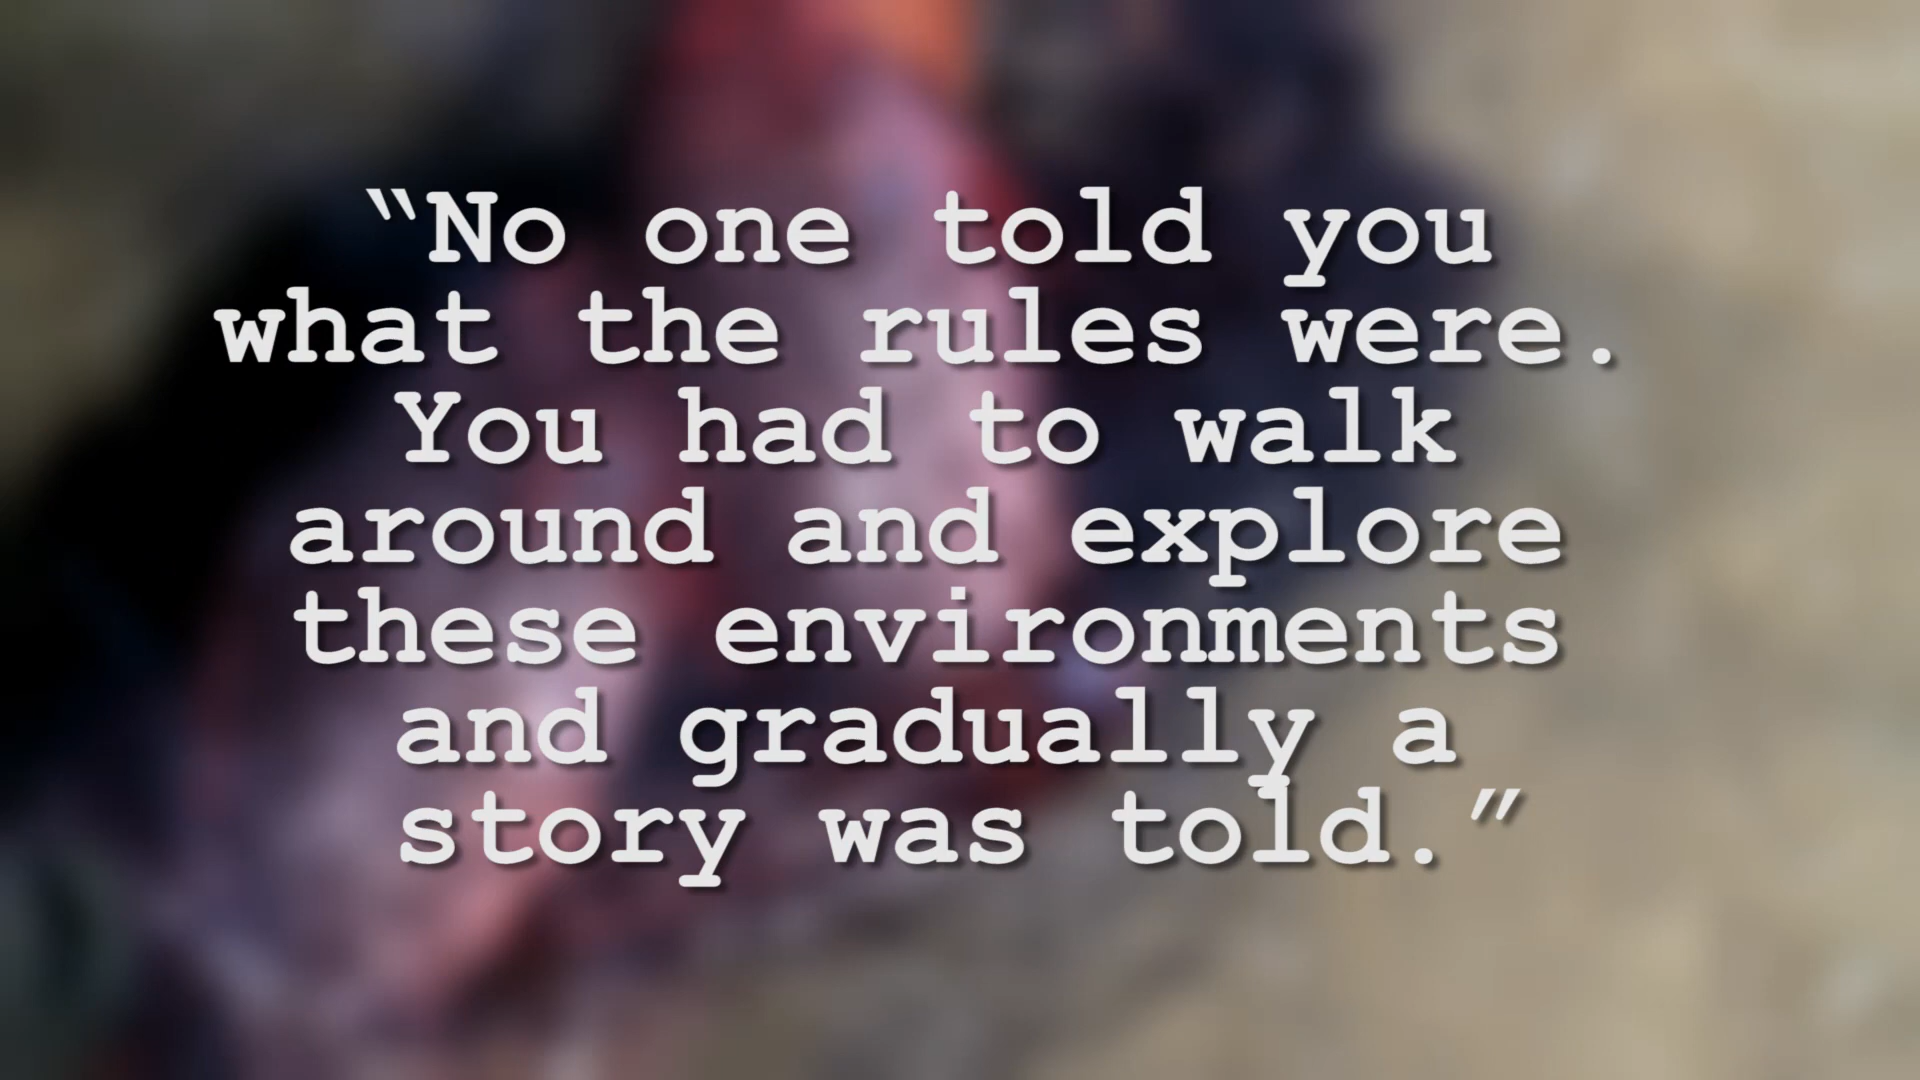 “No one told you
what the rules were.
You had to walk
around and explore
these environments
and gradually a
story was told.”